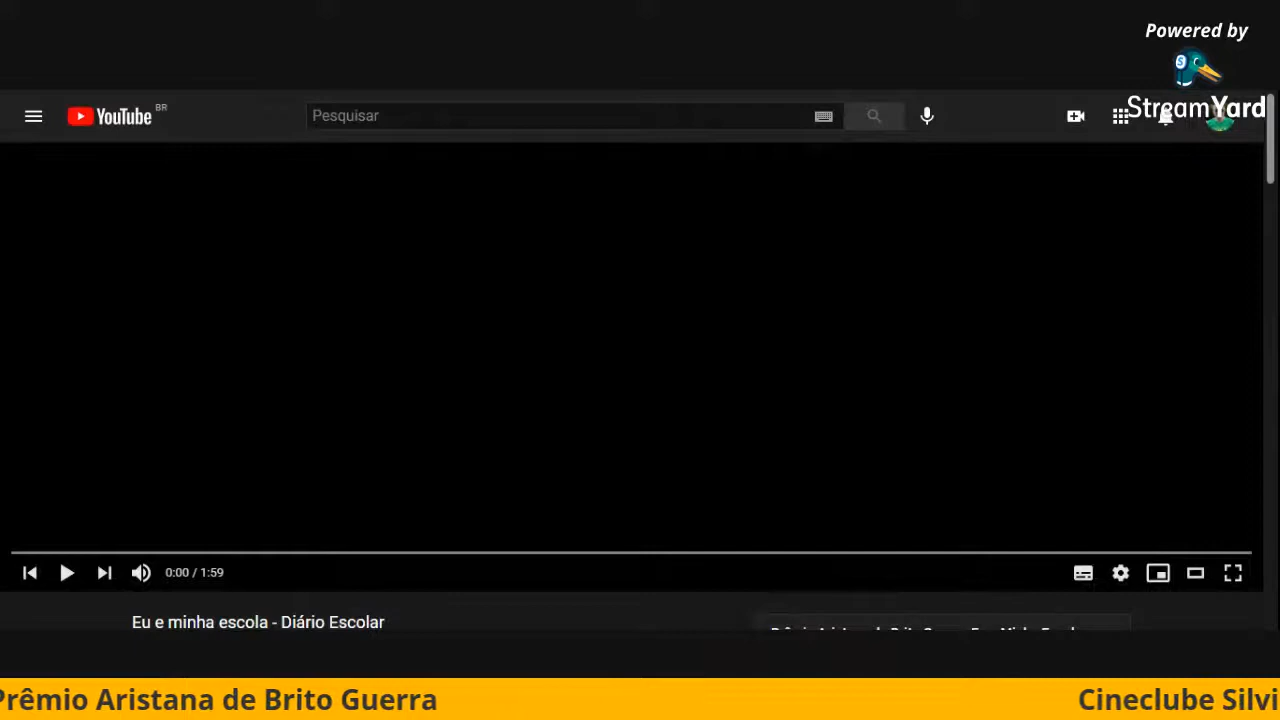 Powered by
StreamYard
YouTube BR
Pesquisar
0:00 / 1:59
Eu e minha escola - Diário Escolar
Prêmio Aristana de Brito Guerra
Cineclube Silvi